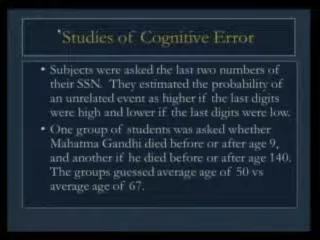 Studies of Cognitive Error
• Subjects were asked the last two numbers of
their SSN. They estimated the probability of
an unrelated event as higher if the last digits
were high and lower if the last digits were low.
• One group of students was asked whether
Mahatma Gandhi died before or after age 9,
and another if he died before or after age 140.
The groups guessed average age of 50 vs
average age of 67.